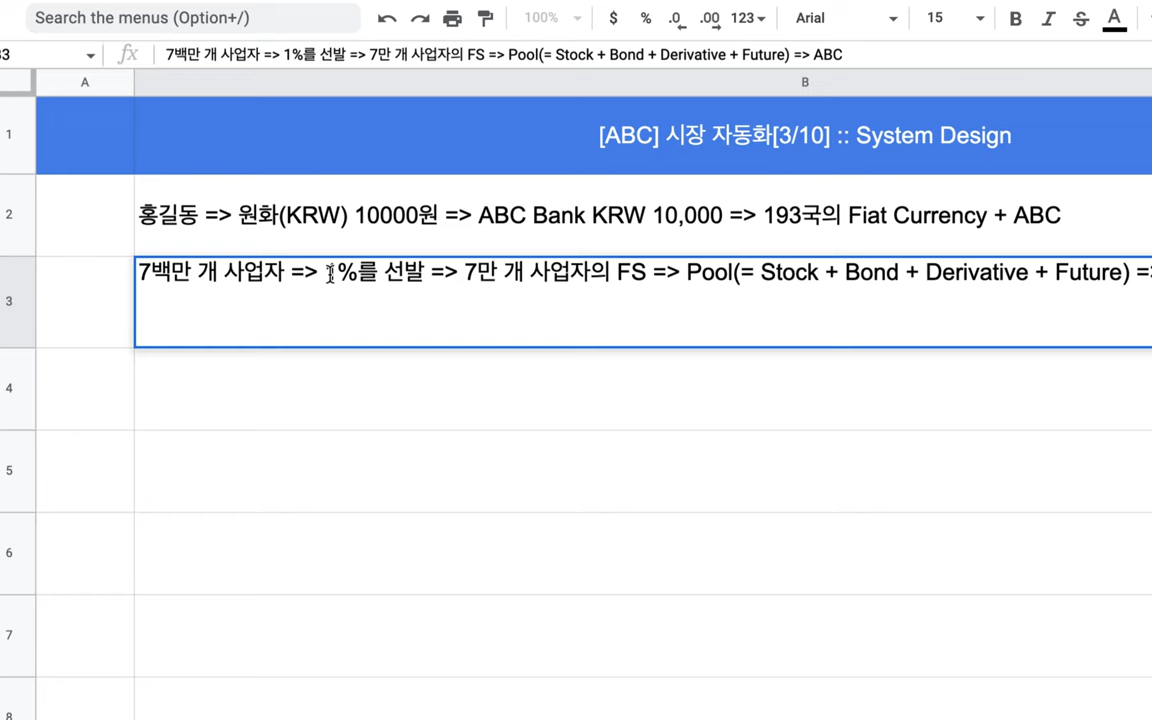 Search the menus (Option+/)
100%
$ % .0 .00 123
Arial
15
B I S A
3
fx
7백만 개 사업자 => 1%를 선발 => 7만 개 사업자의 FS => Pool(= Stock + Bond + Derivative + Future) => ABC
A
B
1
[ABC] 시장 자동화[3/10] :: System Design
2
홍길동 => 원화(KRW) 10000원 => ABC Bank KRW 10,000 => 193국의 Fiat Currency + ABC
3
7백만 개 사업자 => 1%를 선발 => 7만 개 사업자의 FS => Pool(= Stock + Bond + Derivative + Future) =>
4
5
6
7
8